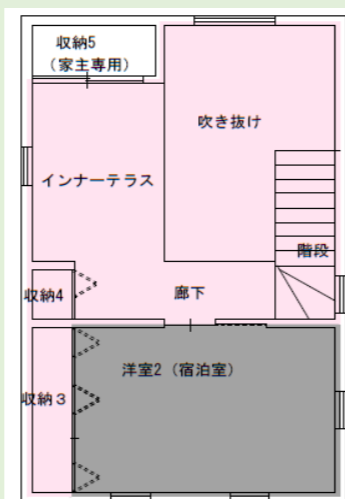 収納5
（家主専用）
吹き抜け
インナーテラス
階段
収納4
廊下
洋室2（宿泊室）
収納３